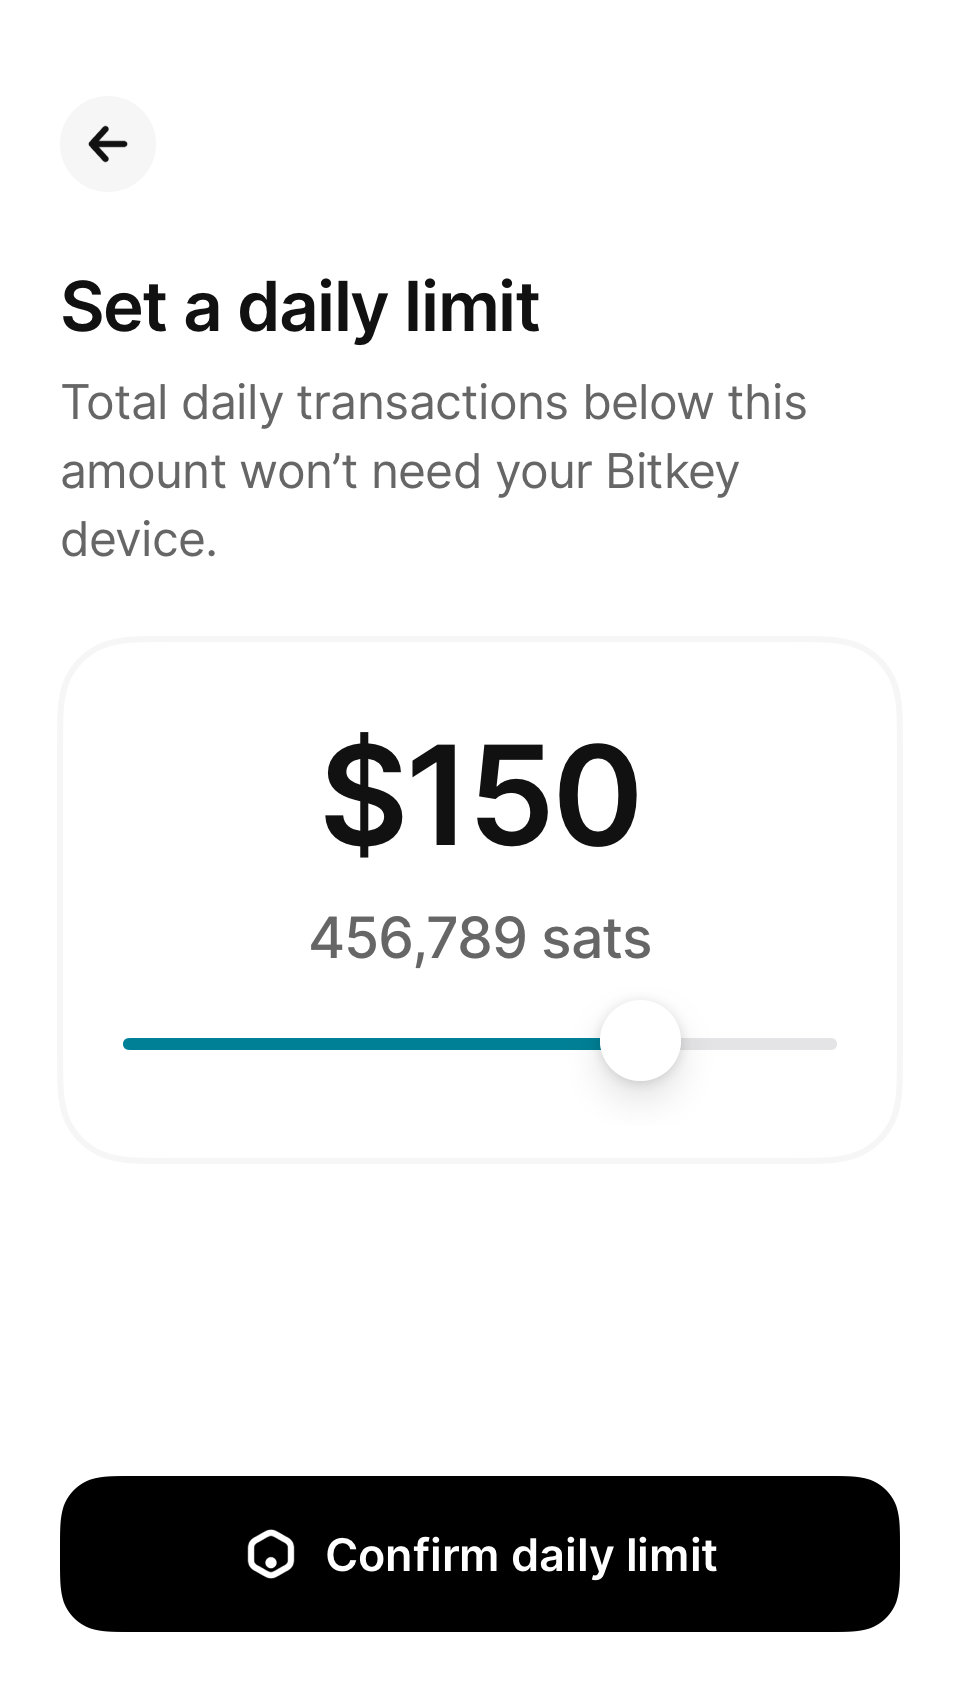 Set a daily limit
Total daily transactions below this
amount won’t need your Bitkey
device.
$150
456,789 sats
Confirm daily limit